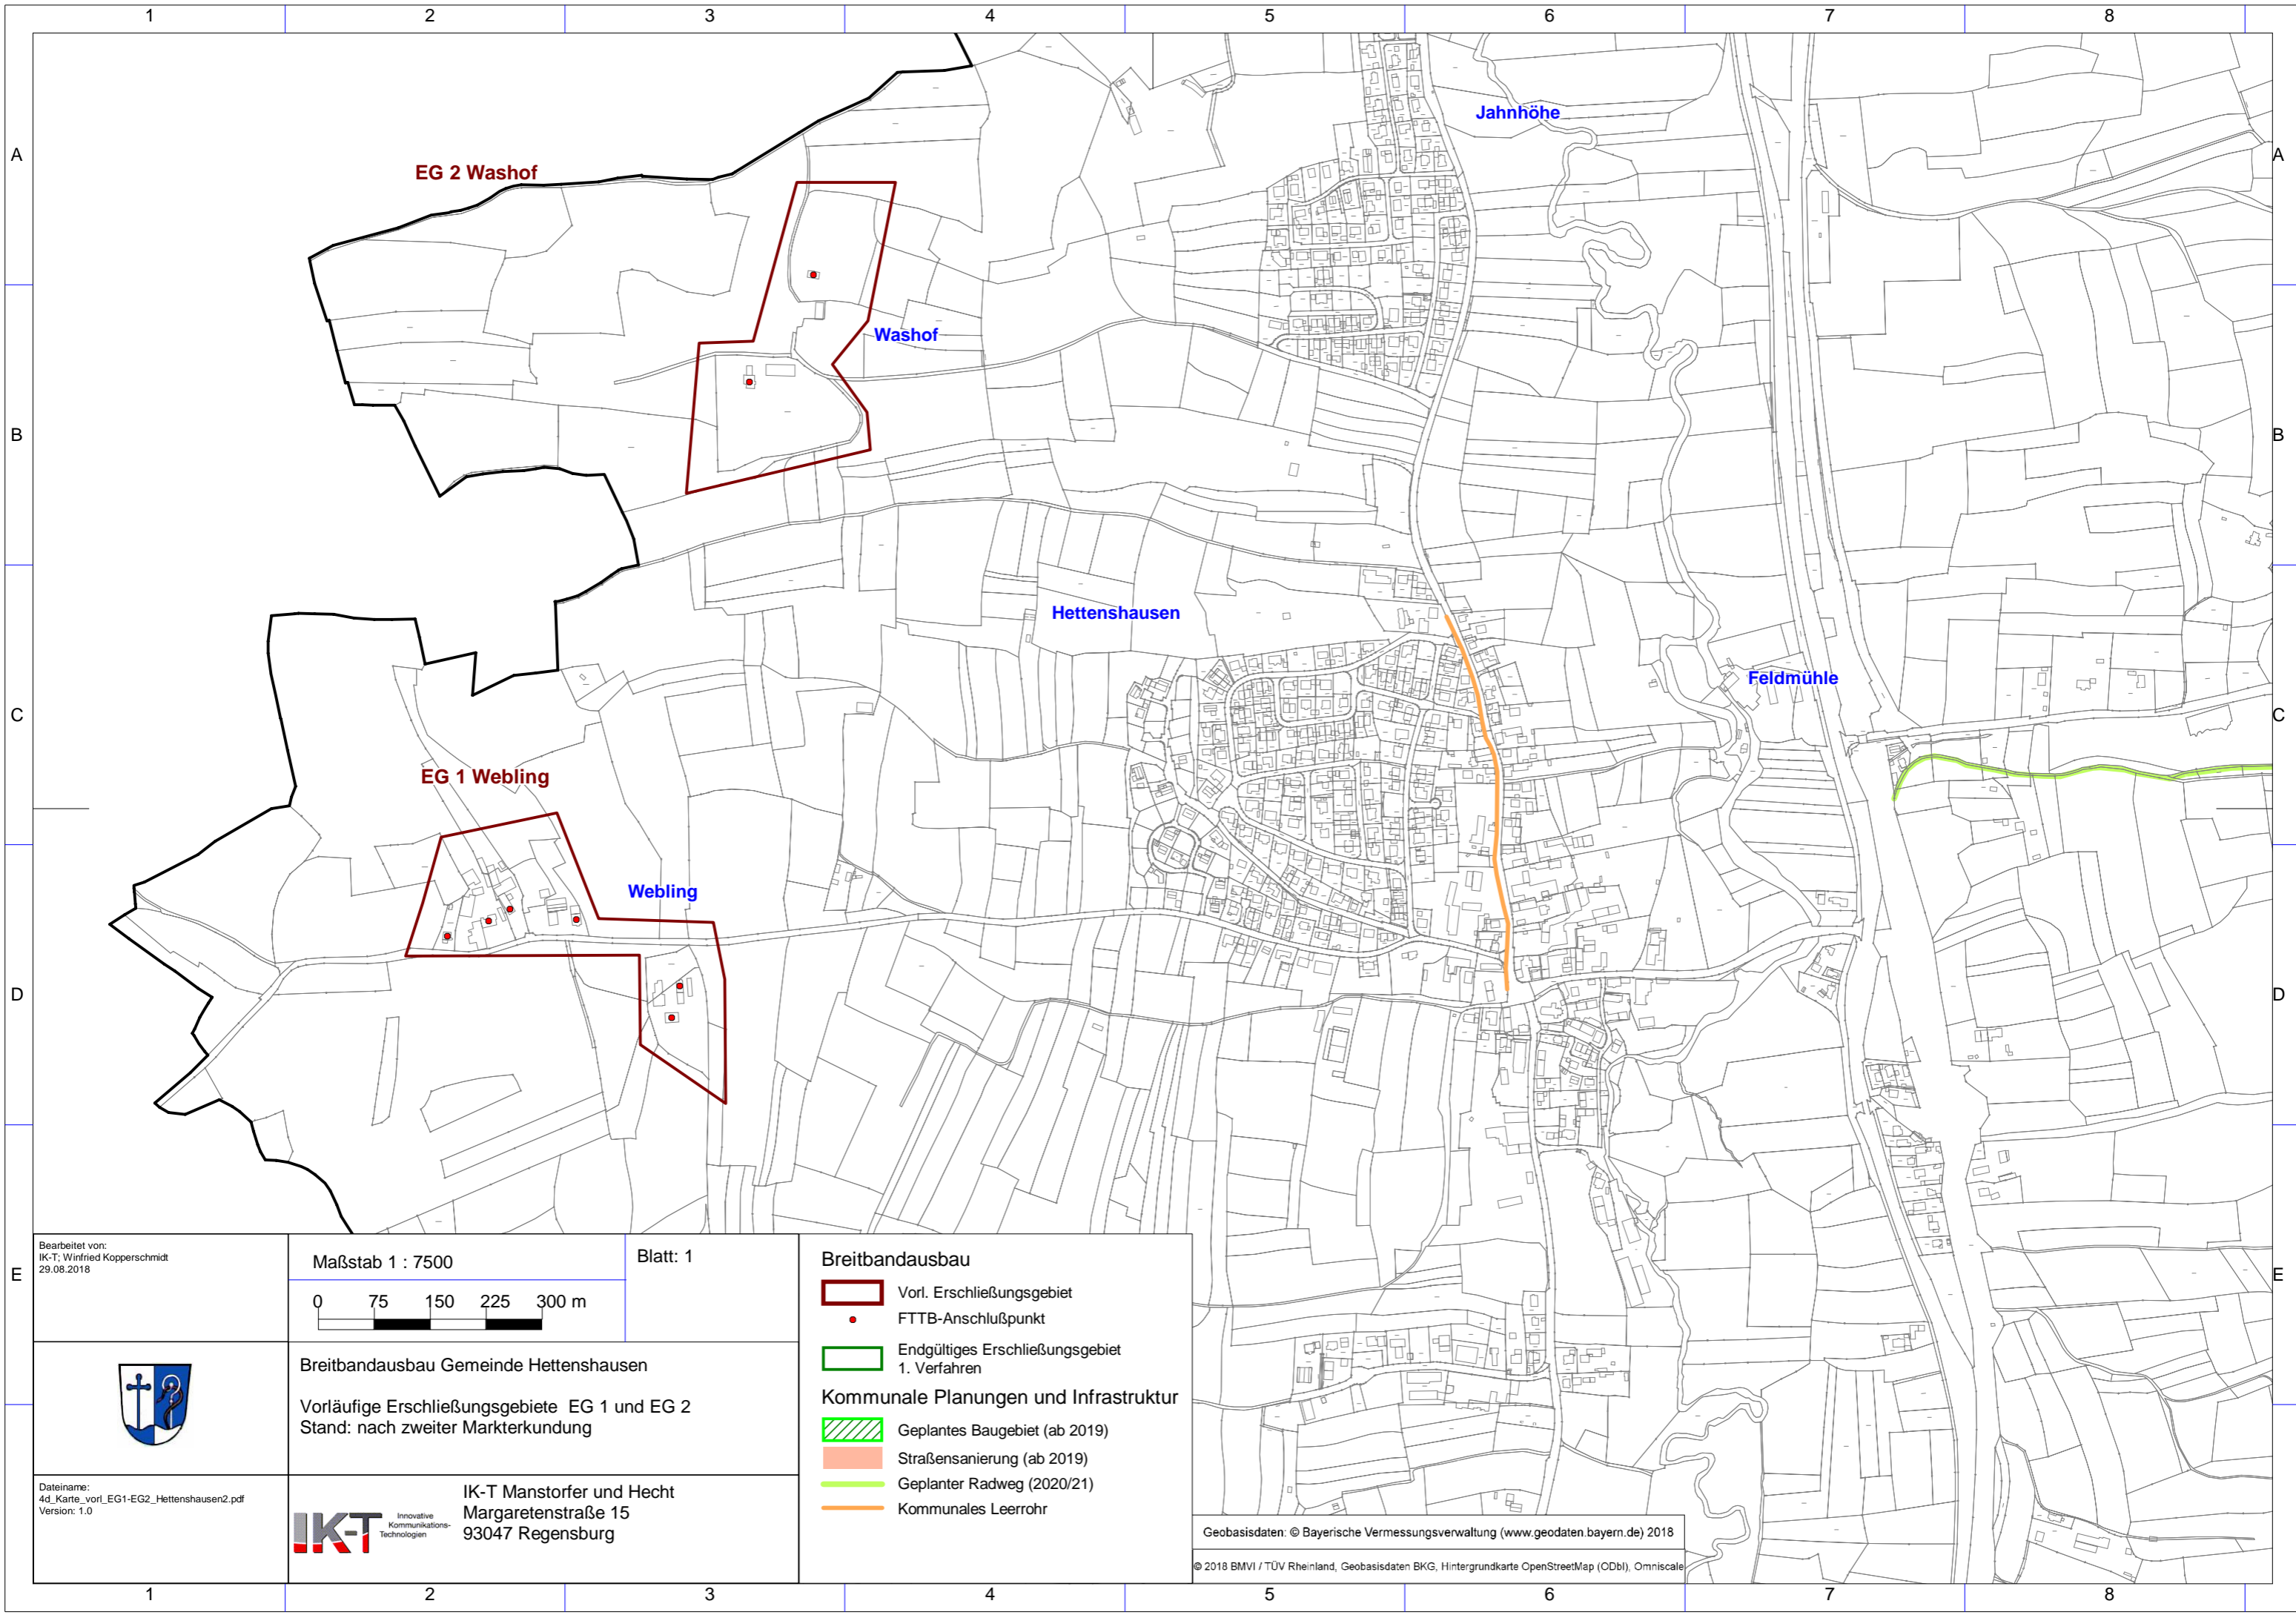 1 2 3 4 5 6 7 8
A A
B B
C C
D D
E E
Jahnhöhe
EG 2 Washof
Washof
Hettenshausen
Feldmühle
EG 1 Webling
Webling
Bearbeitet von:
IK-T; Winfried Kopperschmidt
29.08.2018
Maßstab 1 : 7500
Blatt: 1
0 75 150 225 300 m
Breitbandausbau Gemeinde Hettenshausen
Vorläufige Erschließungsgebiete EG 1 und EG 2
Stand: nach zweiter Markterkundung
Dateiname:
4d_Karte_vorl_EG1-EG2_Hettenshausen2.pdf
Version: 1.0
IK-T
Innovative
Kommunikations-
Technologien
IK-T Manstorfer und Hecht
Margaretenstraße 15
93047 Regensburg
Breitbandausbau
Vorl. Erschließungsgebiet
FTTB-Anschlußpunkt
Endgültiges Erschließungsgebiet
1. Verfahren
Kommunale Planungen und Infrastruktur
Geplantes Baugebiet (ab 2019)
Straßensanierung (ab 2019)
Geplanter Radweg (2020/21)
Kommunales Leerrohr
Geobasisdaten: © Bayerische Vermessungsverwaltung (www.geodaten.bayern.de) 2018
© 2018 BMVI / TÜV Rheinland, Geobasisdaten BKG, Hintergrundkarte OpenStreetMap (ODbl), Omniscale
1 2 3 4 5 6 7 8